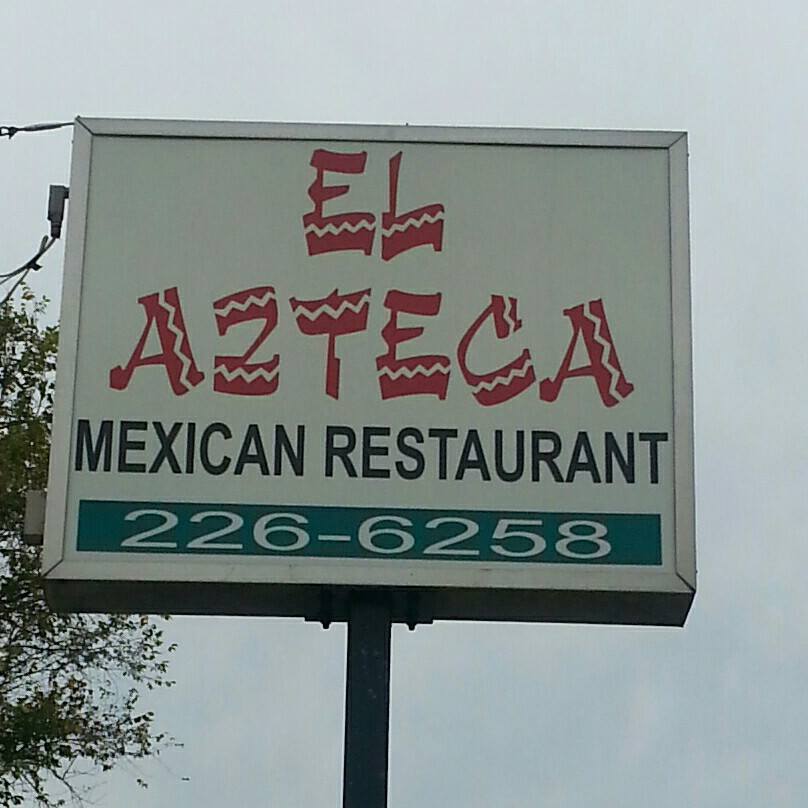 EL
AZTECA
MEXICAN RESTAURANT
226-6258